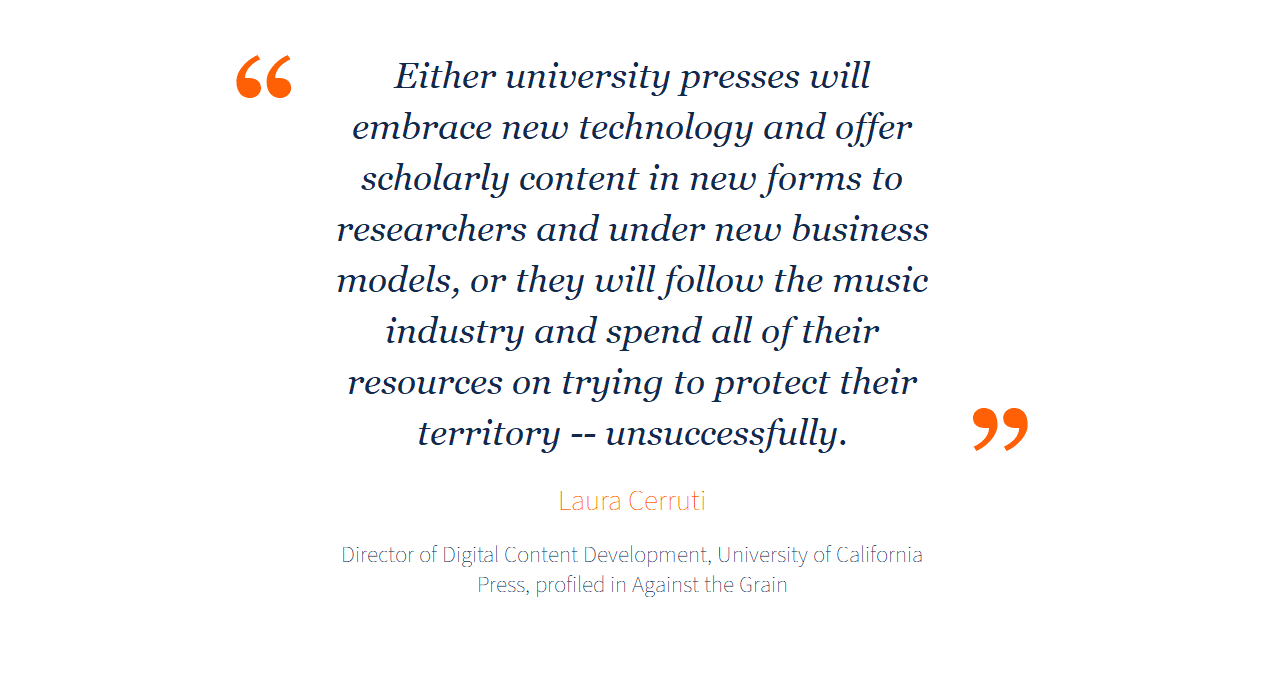 “ Either university presses will
embrace new technology and offer
scholarly content in new forms to
researchers and under new business
models, or they will follow the music
industry and spend all of their
resources on trying to protect their
territory -- unsuccessfully. ”
Laura Cerruti
Director of Digital Content Development, University of California
Press, profiled in Against the Grain